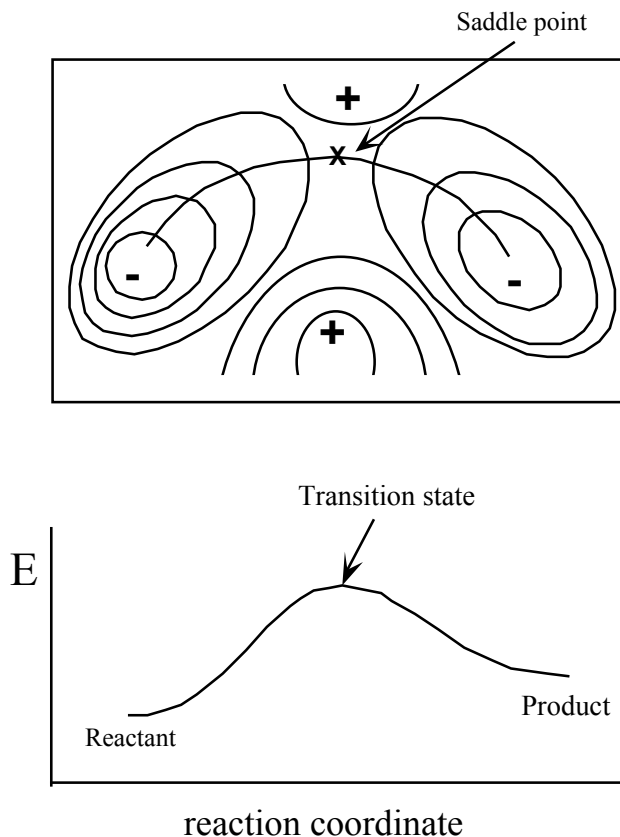 Saddle point
+
x
-
-
+
Transition state
E
Product
Reactant
reaction coordinate